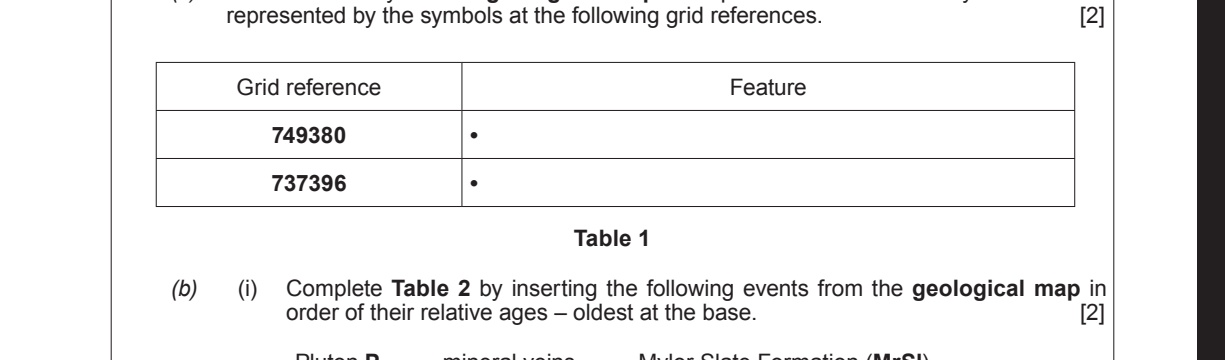 represented by the symbols at the following grid references. [2]
Grid reference Feature
749380 •
737396 •
Table 1
(b) (i) Complete Table 2 by inserting the following events from the geological map in
order of their relative ages – oldest at the base. [2]
Pluton B mineral veins Mylor Slate Formation (MrSl)